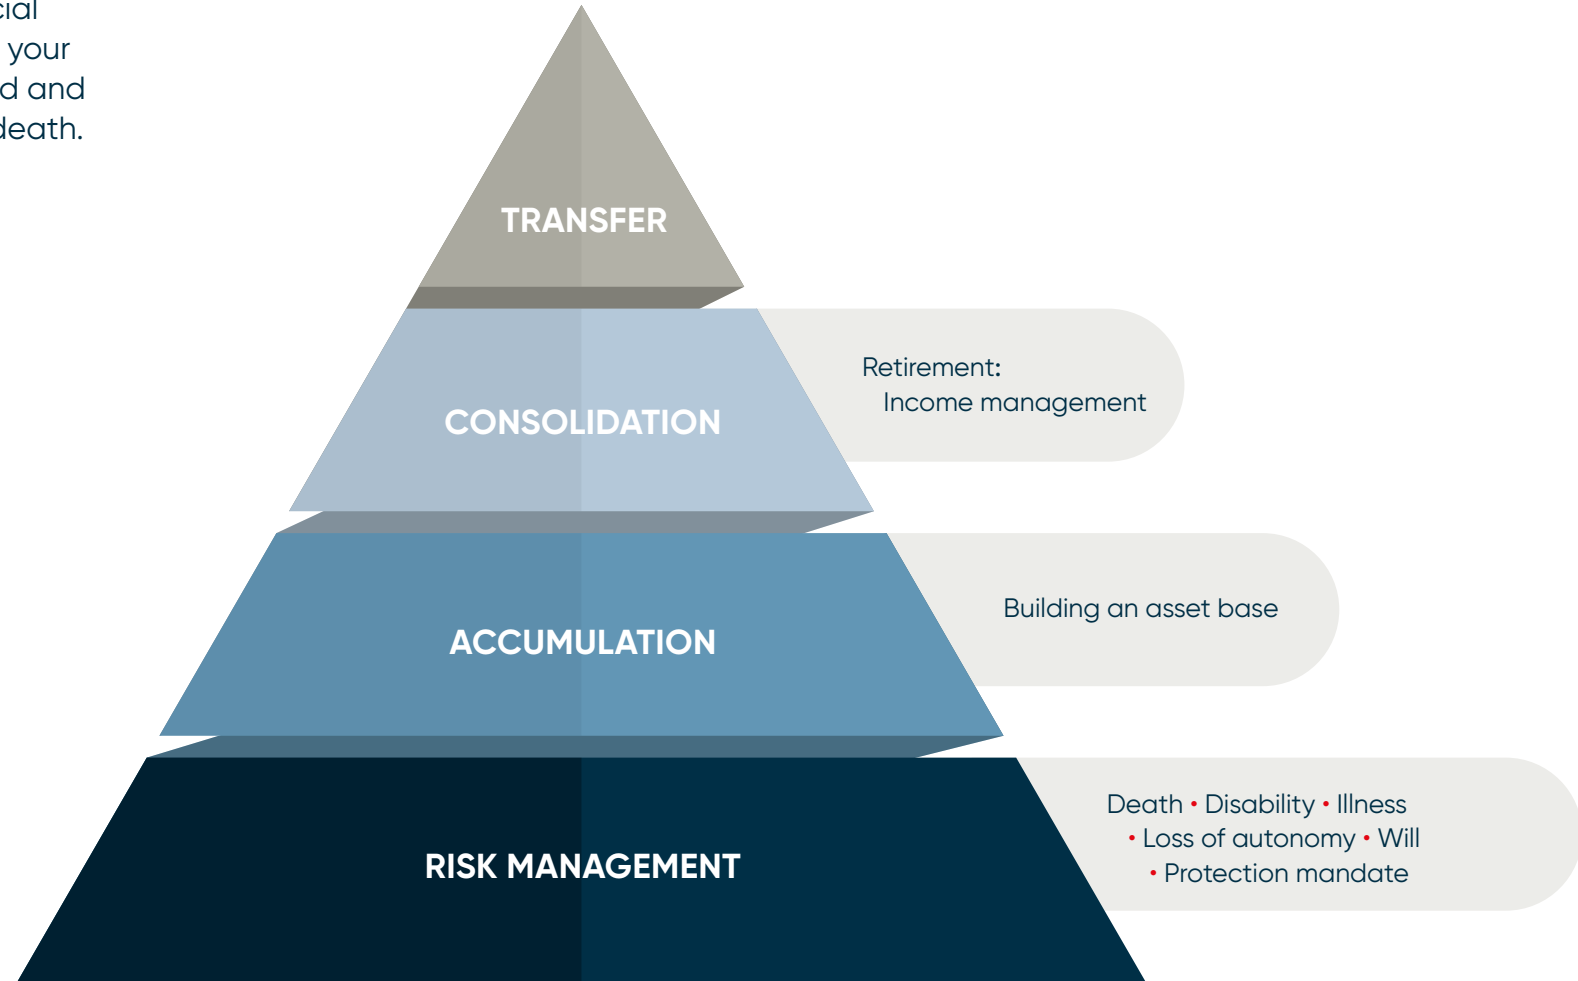 your
and
death.
TRANSFER
Retirement:
Income management
CONSOLIDATION
Building an asset base
ACCUMULATION
Death • Disability • Illness
• Loss of autonomy • Will
• Protection mandate
RISK MANAGEMENT